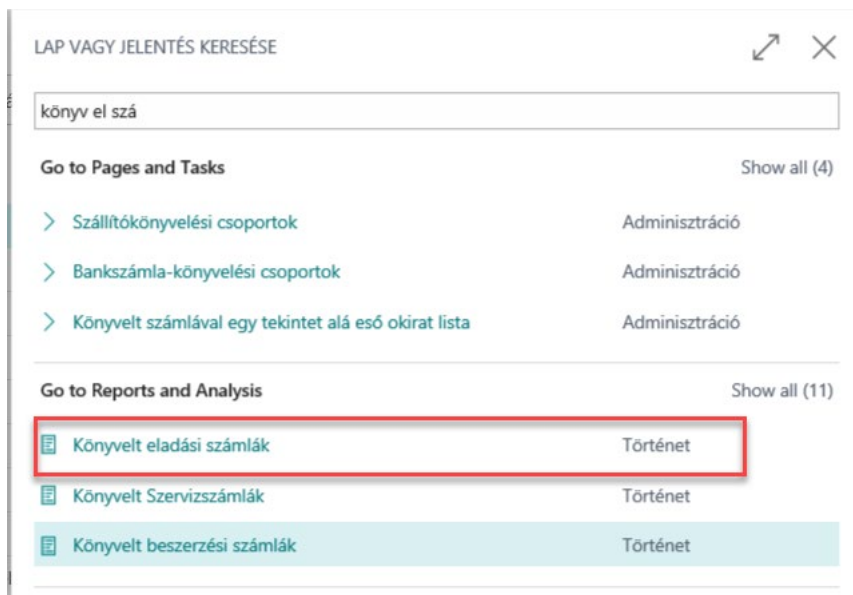 LAP VAGY JELENTÉS KERESÉSE
könyv el szá
Go to Pages and Tasks Show all (4)
Szállítókönyvelési csoportok Adminisztráció
Bankszámla-könyvelési csoportok Adminisztráció
Könyvelt számlával egy tekintet alá eső okirat lista Adminisztráció
Go to Reports and Analysis Show all (11)
Könyvelt eladási számlák Történet
Könyvelt Szervizszámlák Történet
Könyvelt beszerzési számlák Történet